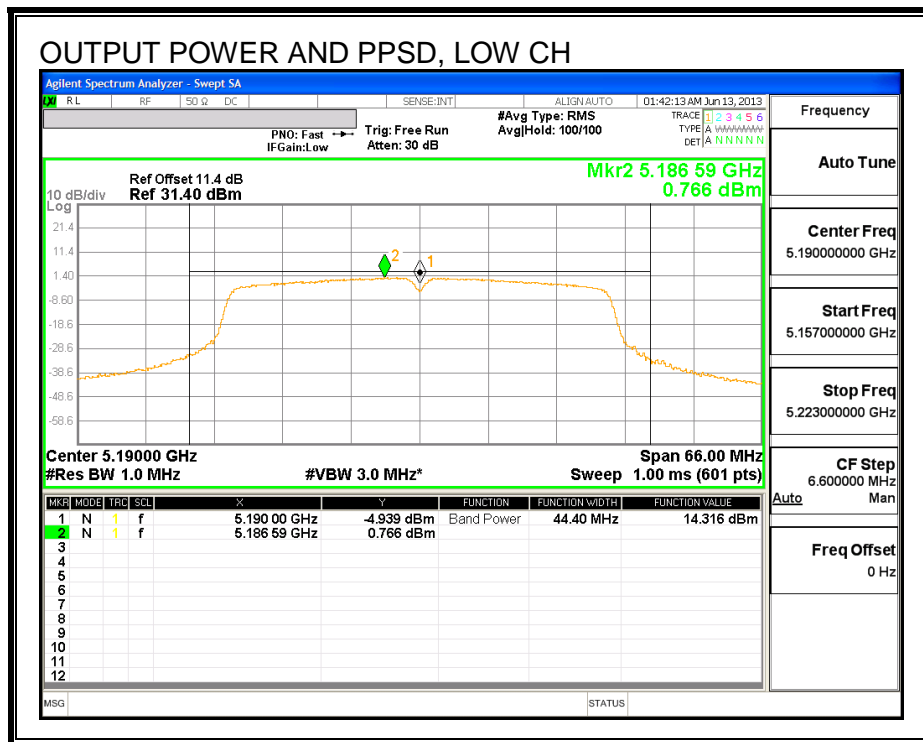 OUTPUT POWER AND PPSD, LOW CH
Agilent Spectrum Analyzer - Swept SA
LXI RL RF 50 Ω DC SENSE:INT ALIGN AUTO 01:42:13 AM Jun 13, 2013
PNO: Fast
IFGain:Low
Trig: Free Run
Atten: 30 dB
#Avg Type: RMS
Avg|Hold: 100/100
TRACE 1 2 3 4 5 6
TYPE A WWWWW
DET A N N N N N
Mkr2 5.186 59 GHz
0.766 dBm
Ref Offset 11.4 dB
10 dB/div Ref 31.40 dBm
Log
21.4
11.4
1.40
-8.60
-18.6
-28.6
-38.6
-48.6
-58.6
2
1
Center 5.19000 GHz Span 66.00 MHz
#Res BW 1.0 MHz #VBW 3.0 MHz* Sweep 1.00 ms (601 pts)
MKR MODE TRC SCL X Y FUNCTION FUNCTION WIDTH FUNCTION VALUE
1 N 1 f 5.190 00 GHz -4.939 dBm Band Power 44.40 MHz 14.316 dBm
2 N 1 f 5.186 59 GHz 0.766 dBm
3
4
5
6
7
8
9
10
11
12
MSG STATUS
Frequency
Auto Tune
Center Freq
5.190000000 GHz
Start Freq
5.157000000 GHz
Stop Freq
5.223000000 GHz
CF Step
6.600000 MHz
Auto Man
Freq Offset
0 Hz